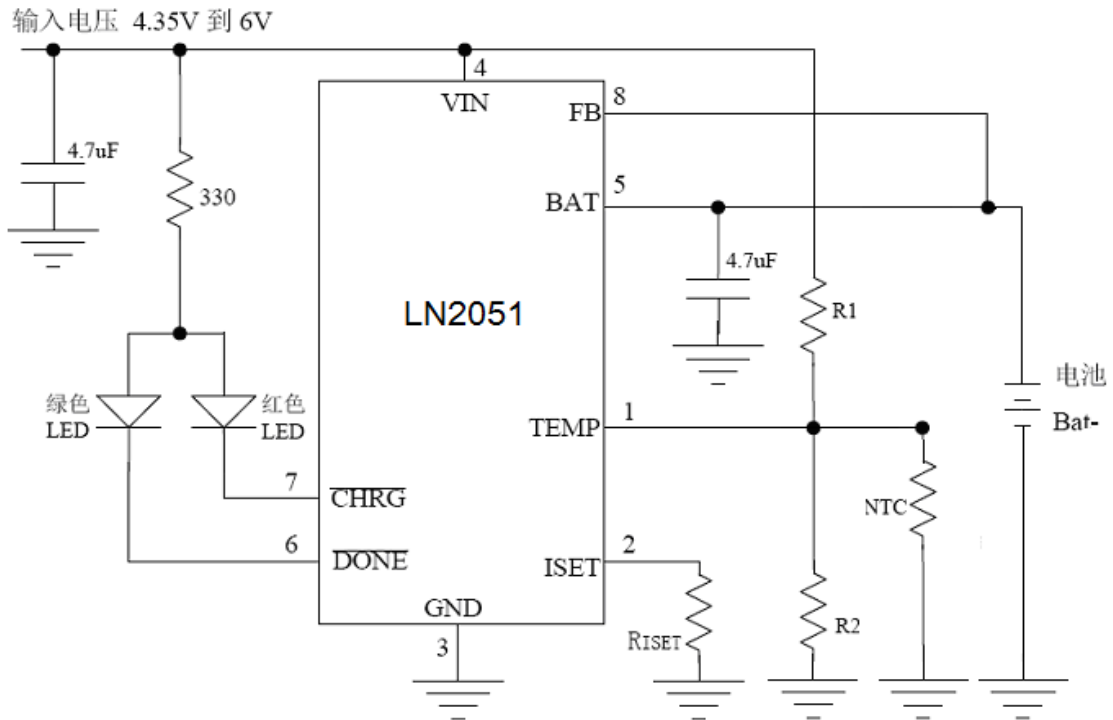 输入电压 4.35V 到 6V
4
VIN
8
FB
4.7uF
330
5
BAT
4.7uF
LN2051
R1
电池
Bat-
绿色
LED
红色
LED
1
TEMP
7
CHRG
NTC
6
DONE
2
ISET
GND
3
RISET
R2